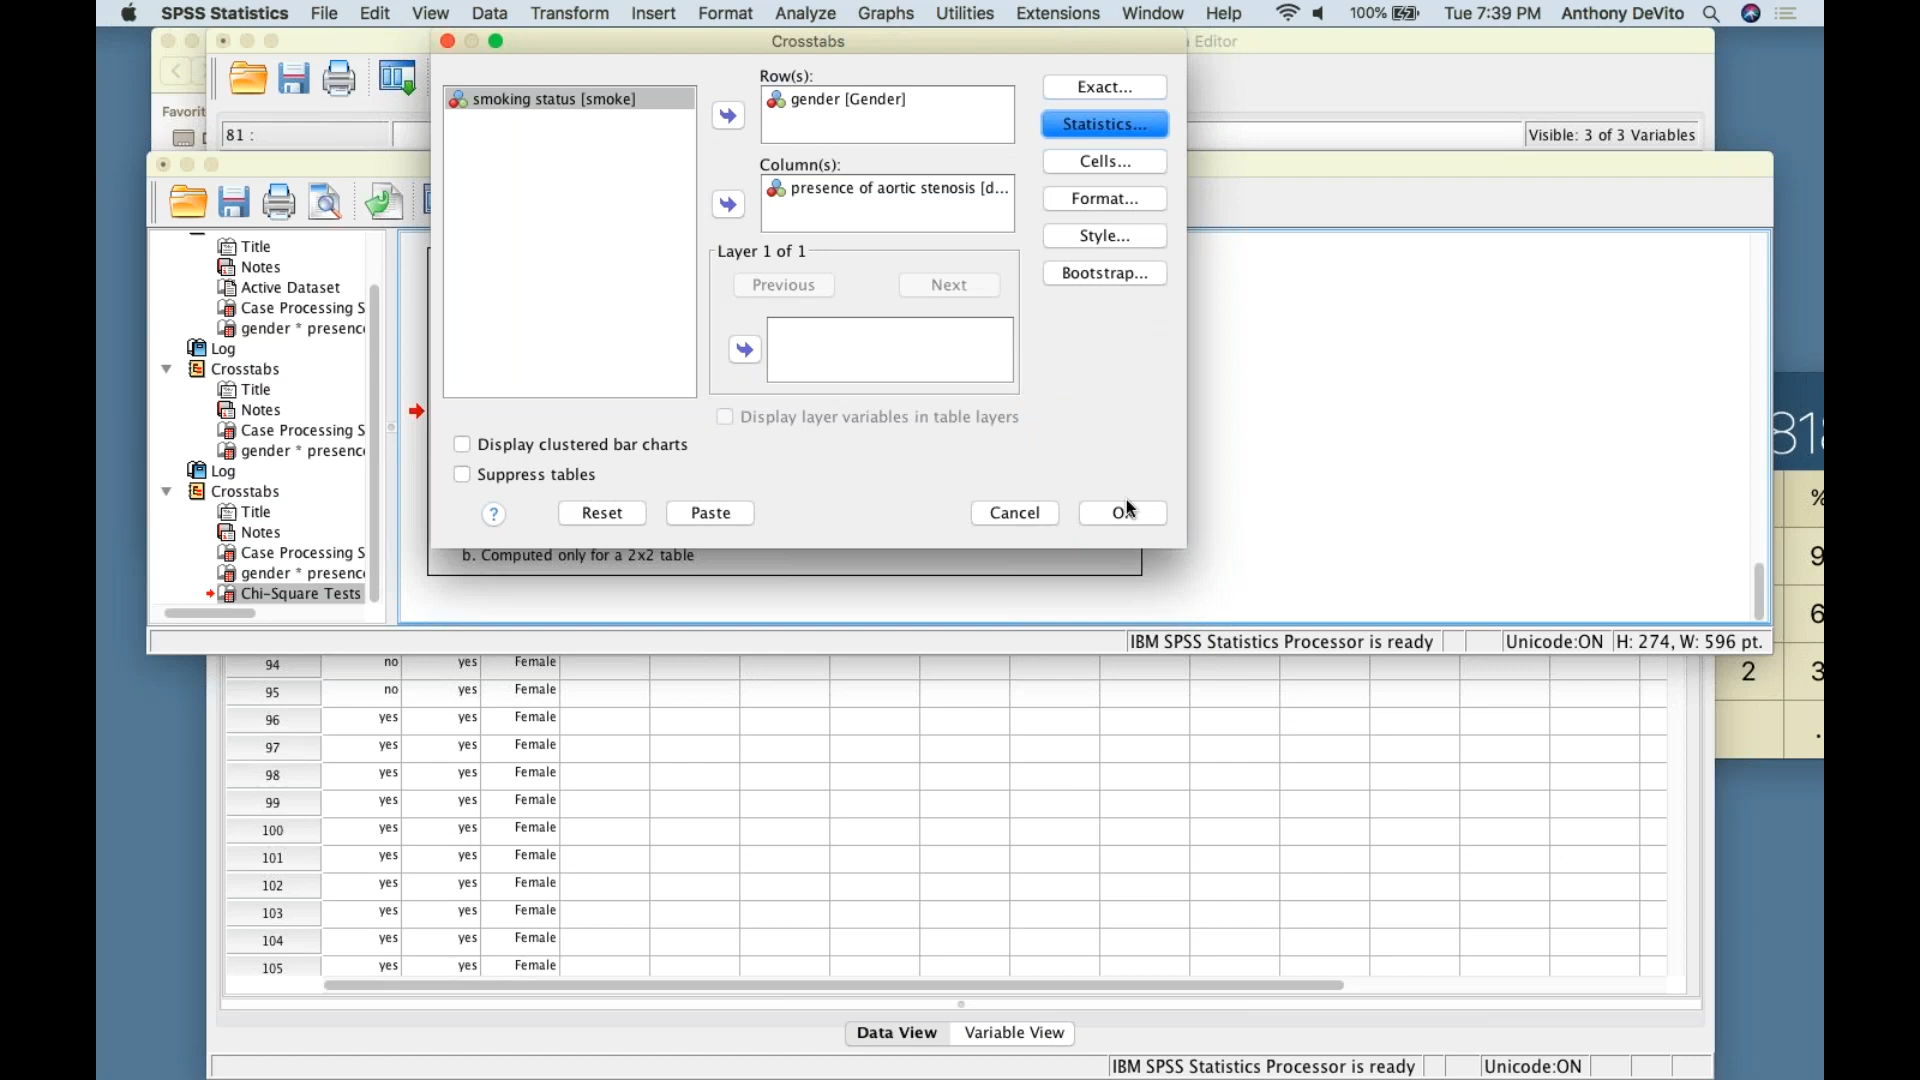 SPSS Statistics File Edit View Data Transform Insert Format Analyze Graphs Utilities Extensions Window Help 100% Tue 7:39 PM Anthony DeVito
Crosstabs
Editor
Favorit
81 :
Visible: 3 of 3 Variables
smoking status [smoke]
Row(s):
gender [Gender]
Column(s):
presence of aortic stenosis [d...
Layer 1 of 1
Previous
Next
Display layer variables in table layers
Display clustered bar charts
Suppress tables
?
Reset
Paste
Cancel
Exact...
Statistics...
Cells...
Format...
Style...
Bootstrap...
Title
Notes
Active Dataset
Case Processing S
gender * presenc
Log
Crosstabs
Title
Notes
Case Processing S
gender * presenc
Log
Crosstabs
Title
Notes
Case Processing S
gender * presenc
Chi-Square Tests
b. Computed only for a 2x2 table
IBM SPSS Statistics Processor is ready Unicode:ON H: 274, W: 596 pt.
94 no yes Female
95 no yes Female
96 yes yes Female
97 yes yes Female
98 yes yes Female
99 yes yes Female
100 yes yes Female
101 yes yes Female
102 yes yes Female
103 yes yes Female
104 yes yes Female
105 yes yes Female
Data View Variable View
IBM SPSS Statistics Processor is ready Unicode:ON
%
9
6
2 3
.